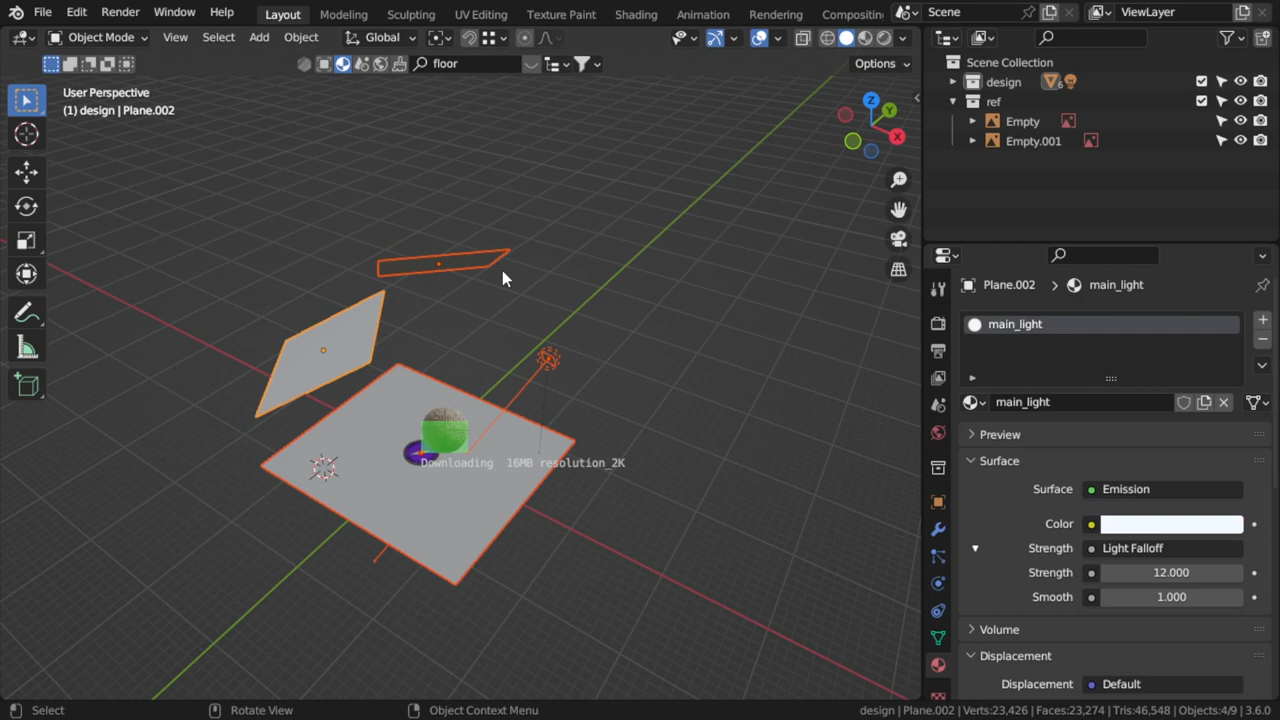 File Edit Render Window Help Layout Modeling Sculpting UV Editing Texture Paint Shading Animation Rendering Compositin Scene ViewLayer
Object Mode View Select Add Object Global
floor Options
User Perspective
(1) design | Plane.002
Z
Y
X
Downloading 16MB resolution_2K
Scene Collection
design 6
ref
Empty
Empty.001
Plane.002 > main_light
main_light
main_light
Preview
Surface
Surface Emission
Color
Strength Light Falloff
Strength 12.000
Smooth 1.000
Volume
Displacement
Displacement Default
Select Rotate View Object Context Menu design | Plane.002 | Verts:23,426 | Faces:23,274 | Tris:46,548 | Objects:4/9 | 3.6.0